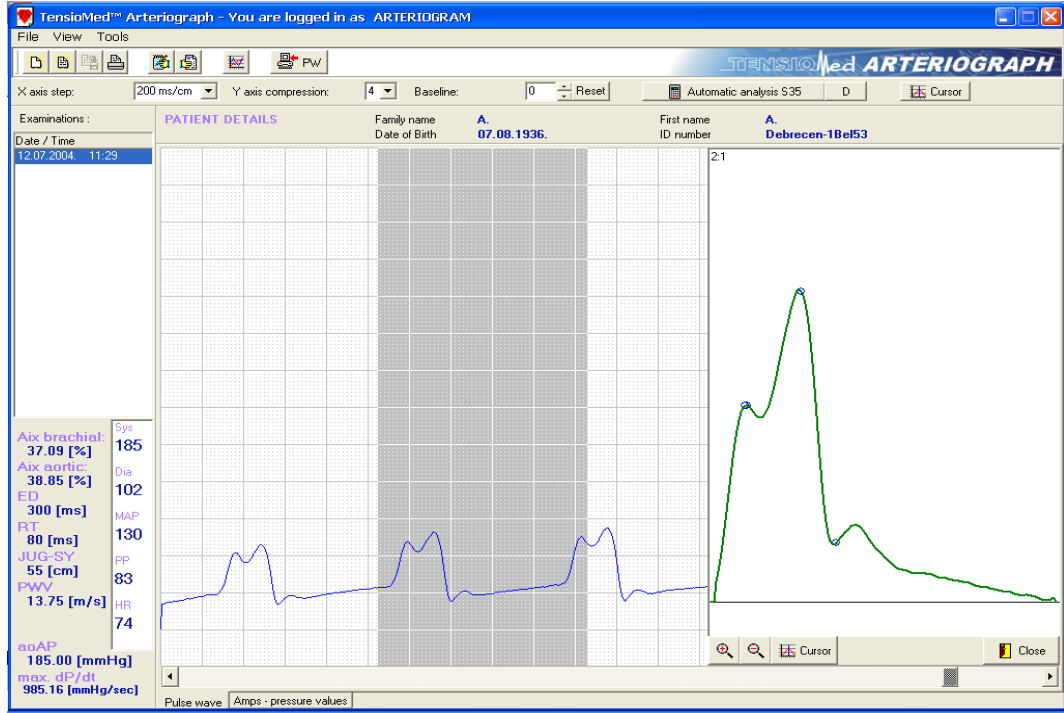 TensioMed™ Arteriograph - You are logged in as ARTERIOGRAM
File View Tools
PW
TENSIOMed ARTERIOGRAPH
X axis step: 200 ms/cm Y axis compression: 4 Baseline: 0 Reset Automatic analysis S35 D Cursor
Examinations :
Date / Time
12.07.2004. 11:29
PATIENT DETAILS
Family name A. First name A.
Date of Birth 07.08.1936. ID number Debrecen-1Bel53
2:1
Aix brachial:
37.09 [%]
Aix aortic:
38.85 [%]
ED
300 [ms]
RT
80 [ms]
JUG-SY
55 [cm]
PWV
13.75 [m/s]
aoAP
185.00 [mmHg]
max. dP/dt
985.16 [mmHg/sec]
Sys
185
Dia
102
MAP
130
PP
83
HR
74
Cursor Close
Pulse wave Amps - pressure values